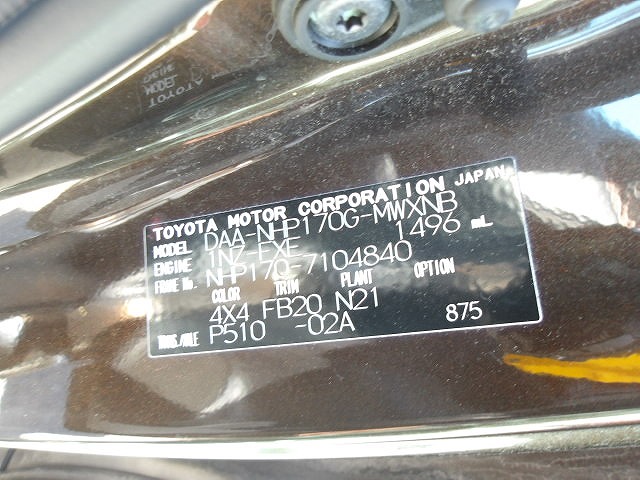 TOYOTA MOTOR CORPORATION JAPAN
MODEL DAA-NHP170G-MWXNB
ENGINE 1NZ-FXE 1496 mL
FRAME No. NHP170-7104840
COLOR TRIM PLANT OPTION
4X4 FB20 N21
TRANS./AXLE P510 -02A 875